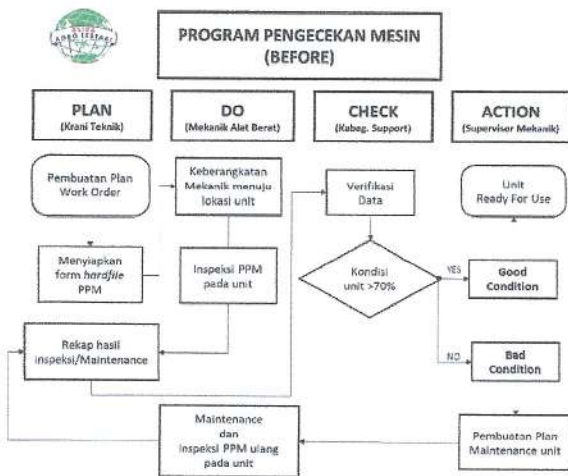 ASTRA
AGRO LESTARI
PROGRAM PENGECEKAN MESIN
(BEFORE)
PLAN
(Krani Teknik)
DO
(Mekanik Alat Berat)
CHECK
(Kabag. Support)
ACTION
(Supervisor Mekanik)
Pembuatan Plan
Work Order
Keberangkatan
Mekanik menuju
lokasi unit
Verifikasi
Data
Unit
Ready For Use
Menyiapkan
form hardfile
PPM
Inspeksi PPM
pada unit
Kondisi
unit >70%
YES
Good
Condition
Rekap hasil
inspeksi/Maintenance
NO
Bad
Condition
Maintenance
dan
inspeksi PPM ulang
pada unit
Pembuatan Plan
Maintenance unit